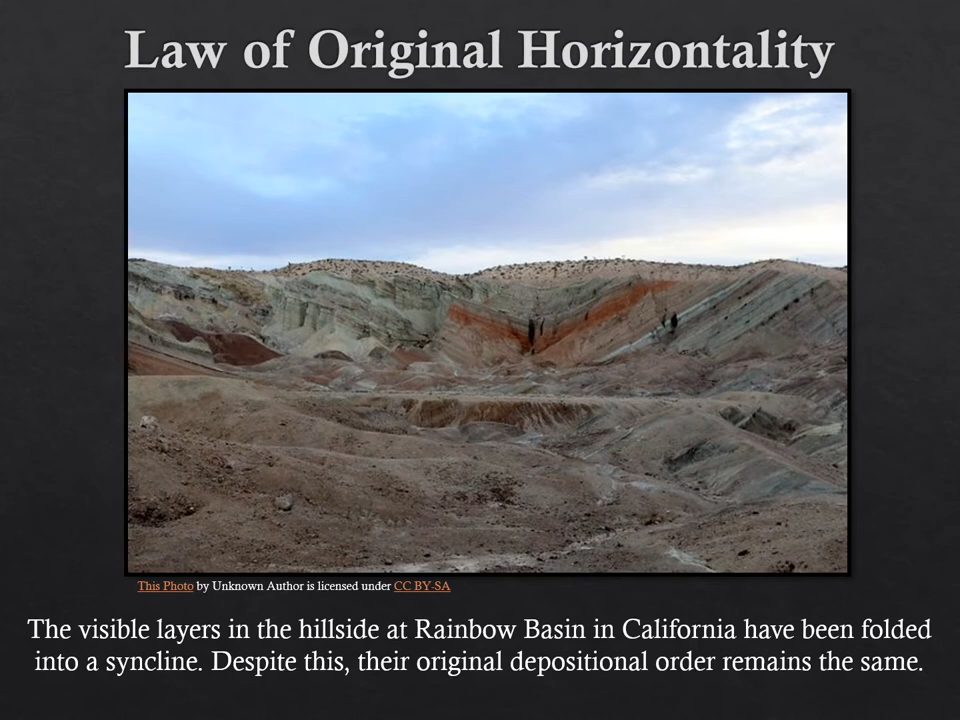 Law of Original Horizontality
This Photo by Unknown Author is licensed under CC BY-SA
The visible layers in the hillside at Rainbow Basin in California have been folded
into a syncline. Despite this, their original depositional order remains the same.